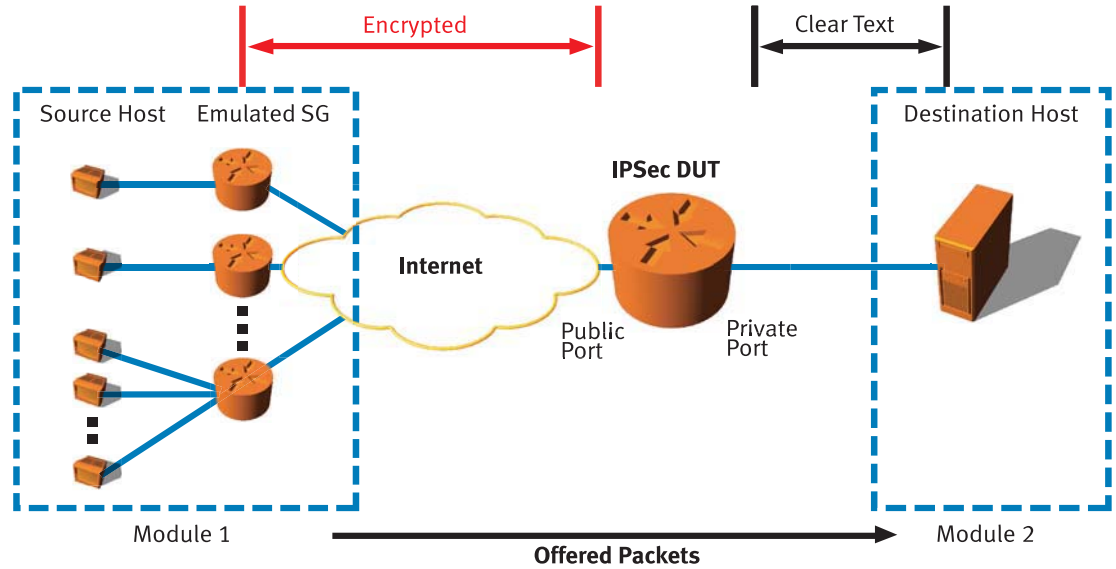 Encrypted
Clear Text
Source Host
Emulated SG
Destination Host
IPSec DUT
Internet
Public
Port
Private
Port
Module 1
Module 2
Offered Packets